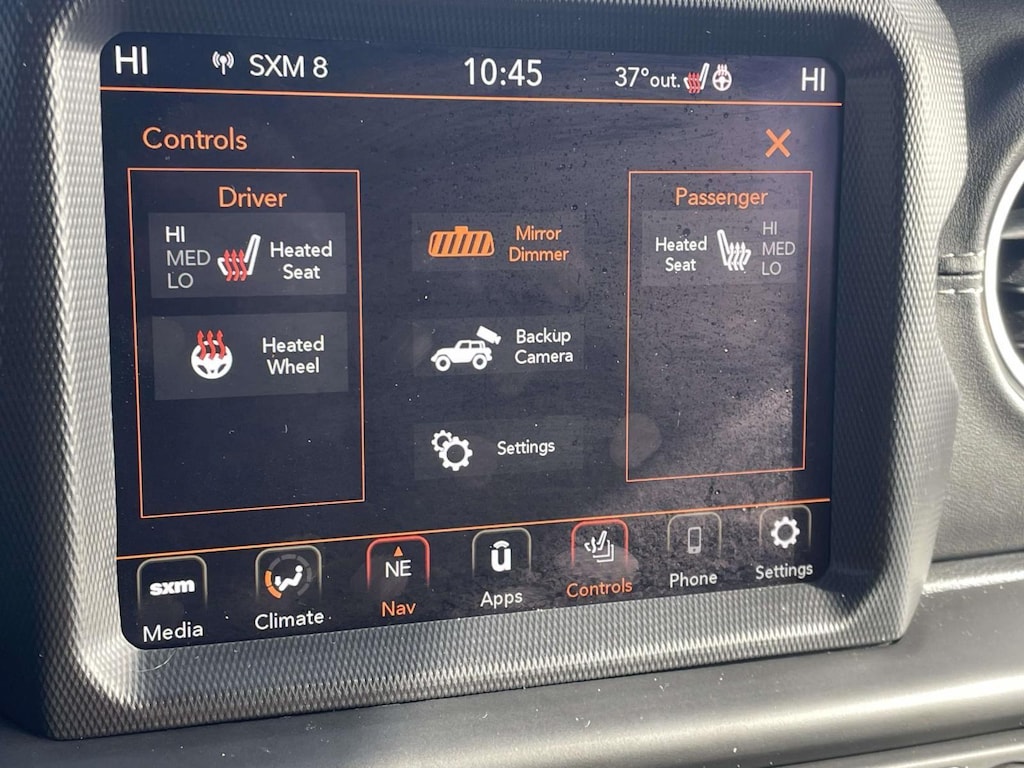 HI SXM 8 10:45 37°out. HI
Controls
Driver
HI
MED
LO
Heated
Seat
Heated
Wheel
Mirror
Dimmer
Backup
Camera
Settings
Passenger
Heated
Seat
HI
MED
LO
sxm
Media
Climate
NE
Nav
u
Apps
Controls
Phone
Settings